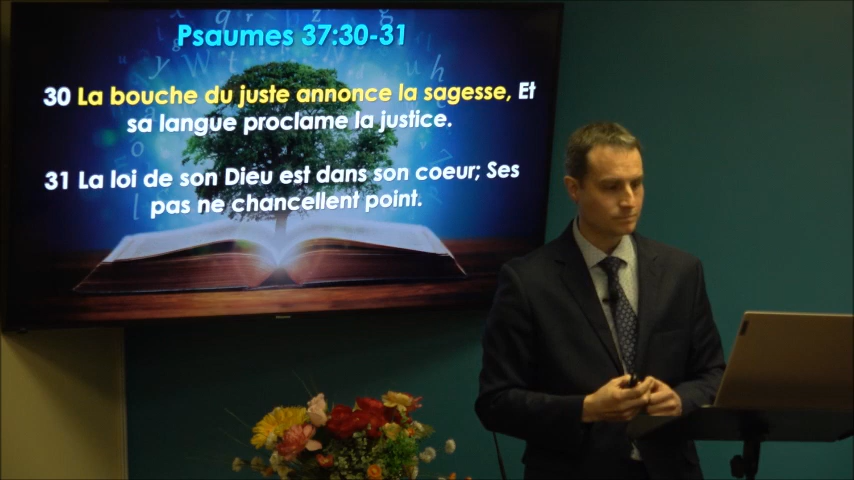 Psaumes 37:30-31
30 La bouche du juste annonce la sagesse, Et
sa langue proclame la justice.
31 La loi de son Dieu est dans son coeur; Ses
pas ne chancellent point.